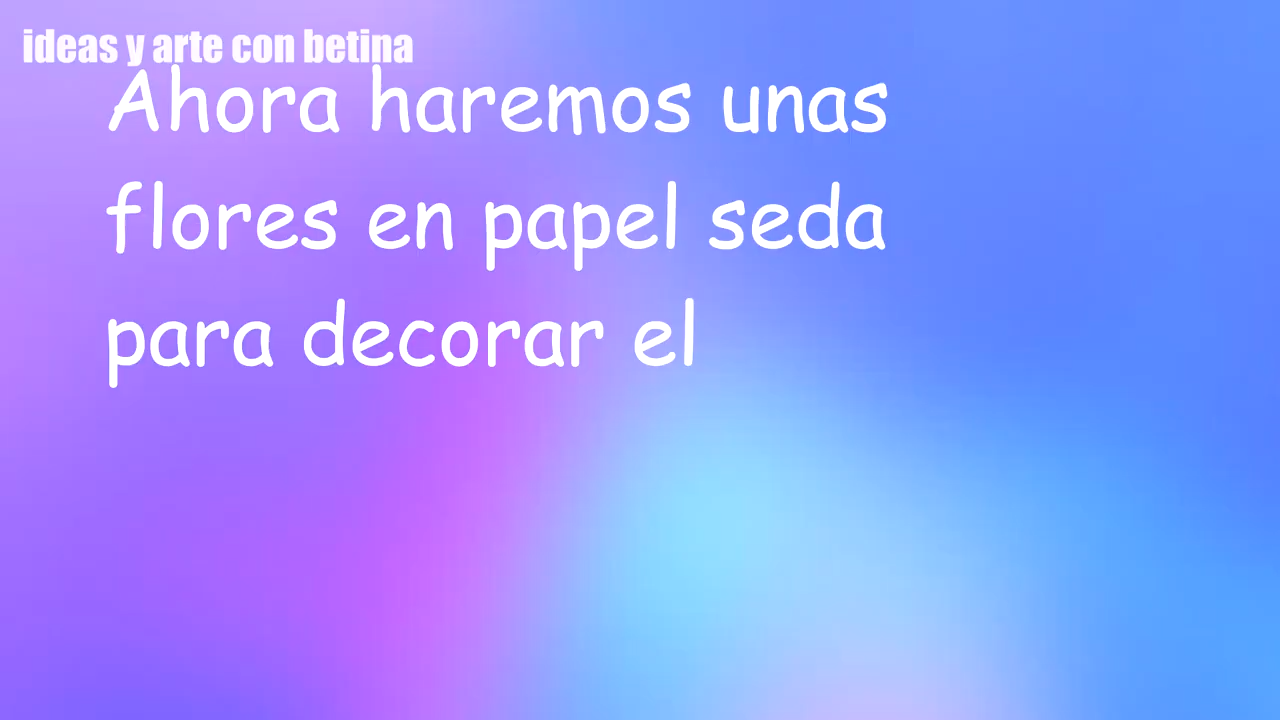 ideas y arte con betina
Ahora haremos unas
flores en papel seda
para decorar el